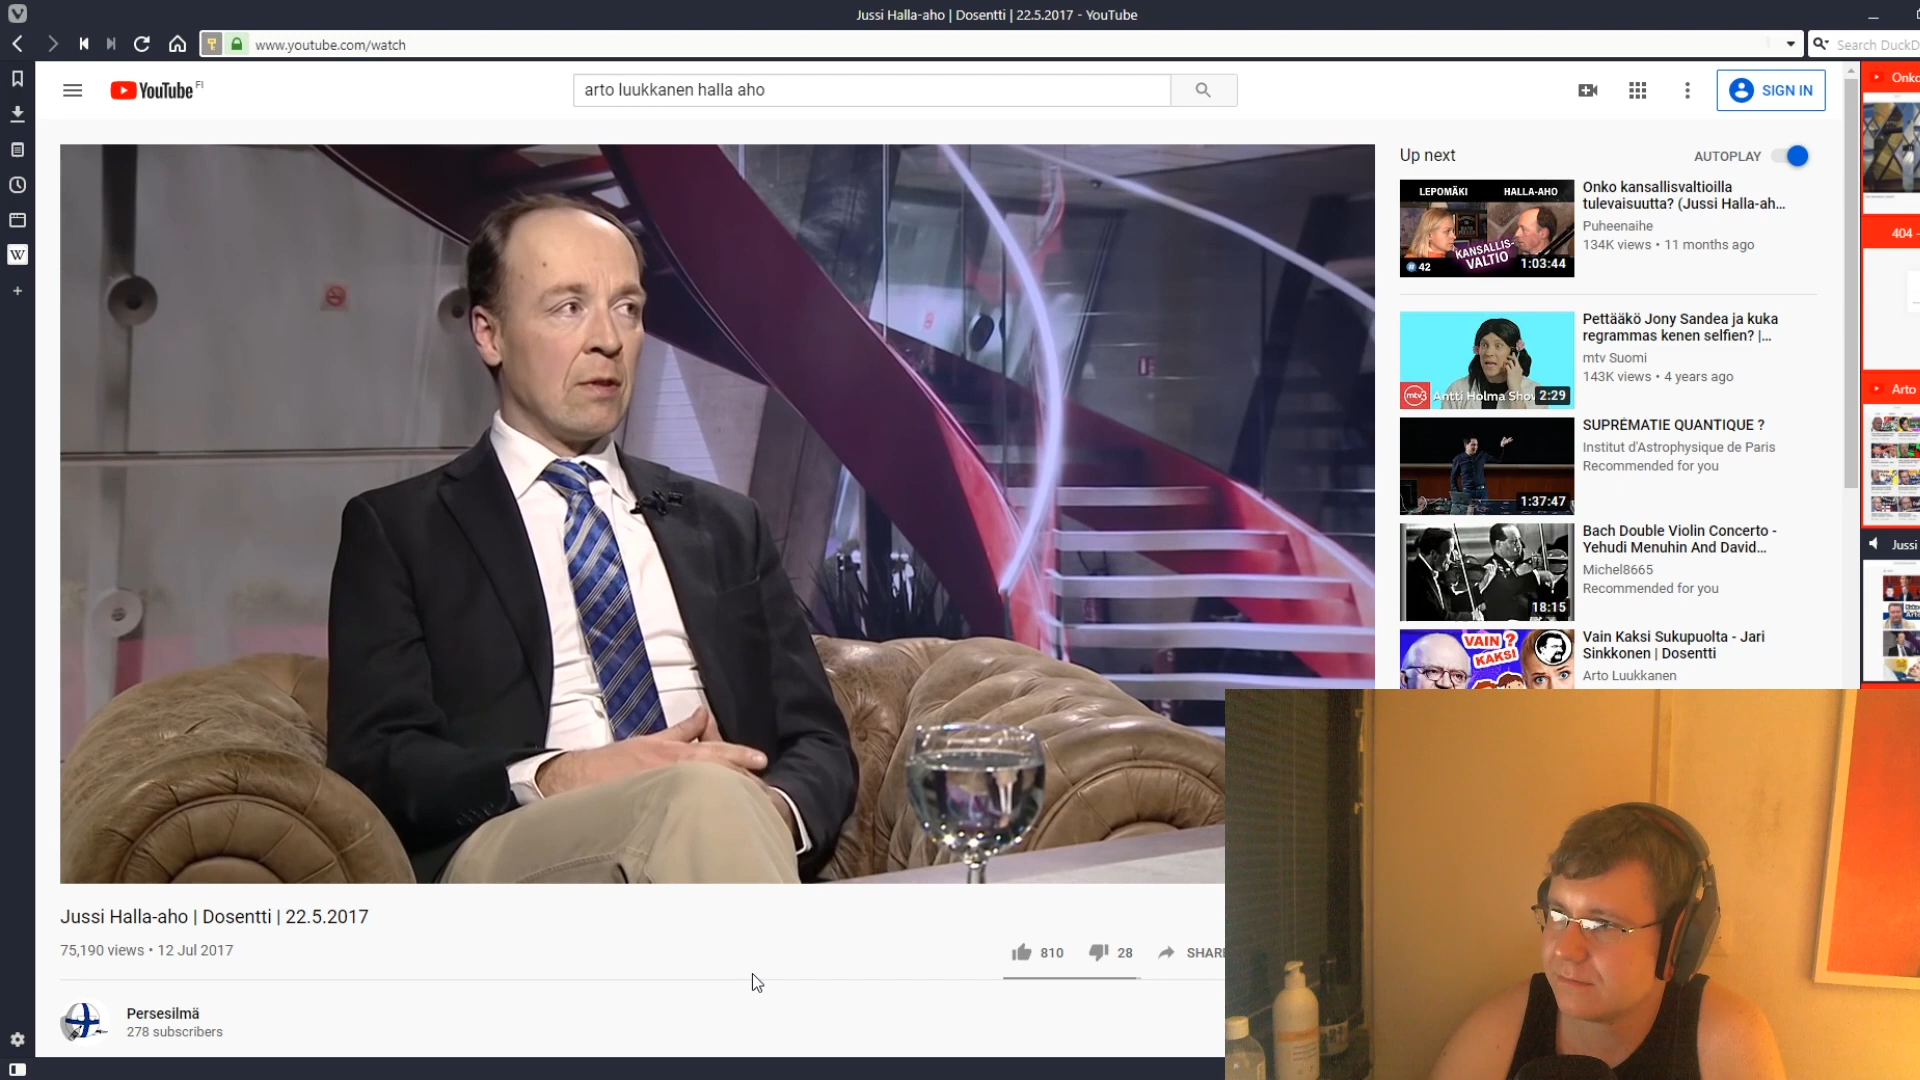 Jussi Halla-aho | Dosentti | 22.5.2017 - YouTube
www.youtube.com/watch
Search DuckD
YouTube FI
arto luukkanen halla aho
SIGN IN
Up next
AUTOPLAY
LEPOMÄKI HALLA-AHO
KANSALLIS-
VALTIO
# 42
1:03:44
Onko kansallisvaltioilla
tulevaisuutta? (Jussi Halla-ah...
Puheenaihe
134K views • 11 months ago
mtv3
Antti Holma Show
2:29
Pettääkö Jony Sandea ja kuka
regrammas kenen selfien? |...
mtv Suomi
143K views • 4 years ago
1:37:47
SUPRÉMATIE QUANTIQUE ?
Institut d'Astrophysique de Paris
Recommended for you
18:15
Bach Double Violin Concerto -
Yehudi Menuhin And David...
Michel8665
Recommended for you
VAIN ?
KAKSI
Vain Kaksi Sukupuolta - Jari
Sinkkonen | Dosentti
Arto Luukkanen
Onko
404 -
Arto
Jussi
W
Jussi Halla-aho | Dosentti | 22.5.2017
75,190 views • 12 Jul 2017
810
28
SHARE
Persesilmä
278 subscribers